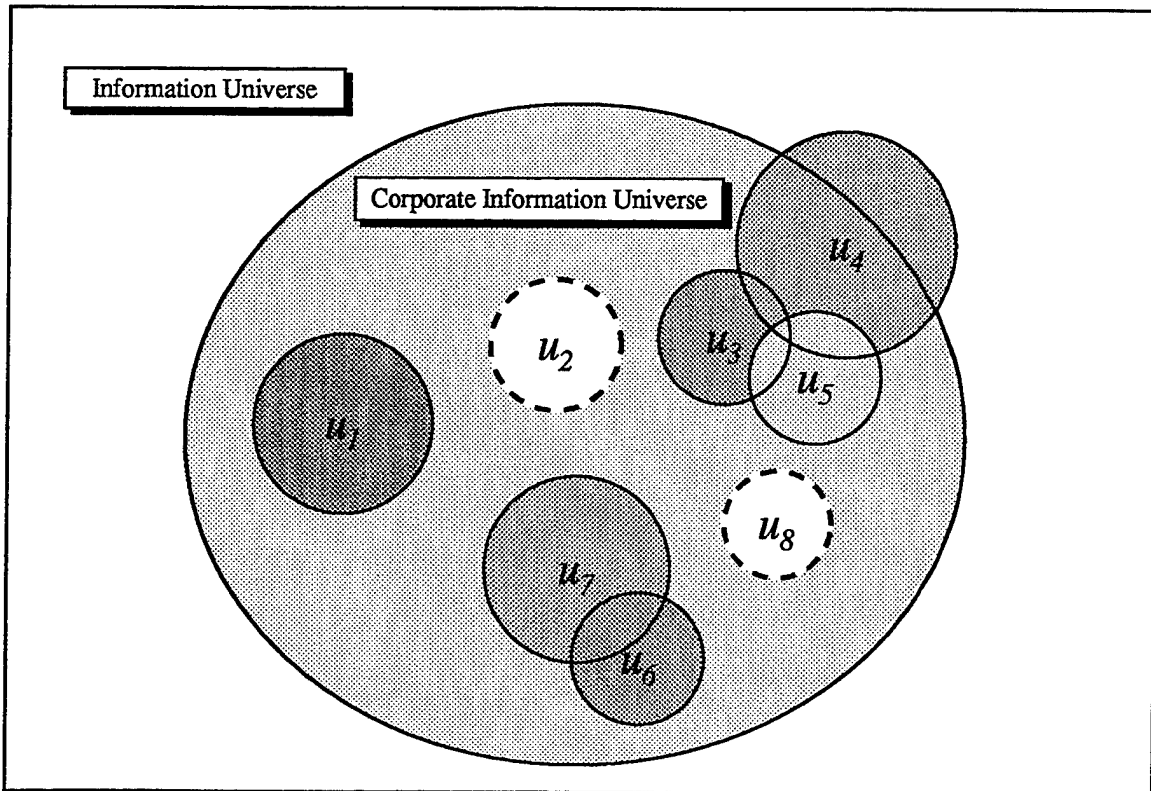 Information Universe
Corporate Information Universe
u4
u2
u3
u5
u1
u8
u7
u6